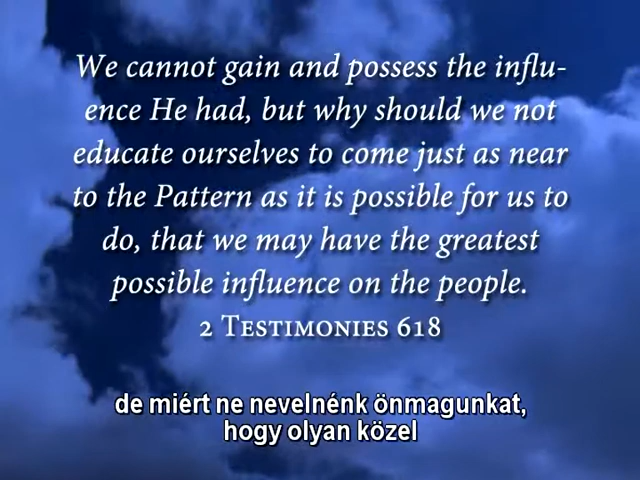 We cannot gain and possess the influ-
ence He had, but why should we not
educate ourselves to come just as near
to the Pattern as it is possible for us to
do, that we may have the greatest
possible influence on the people.
2 Testimonies 618
de miért ne nevelnénk önmagunkat,
hogy olyan közel